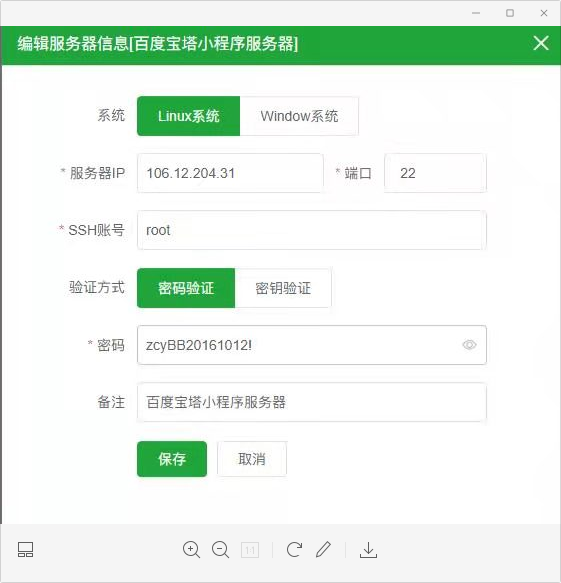 编辑服务器信息[百度宝塔小程序服务器]
系统 Linux系统 Window系统
* 服务器IP 106.12.204.31 * 端口 22
* SSH账号 root
验证方式 密码验证 密钥验证
* 密码 zcyBB20161012!
备注 百度宝塔小程序服务器
保存 取消
1:1